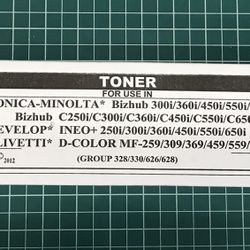 TONER
FOR USE IN
ONICA-MINOLTA* Bizhub 300i/360i/450i/550i/
Bizhub C250i/C300i/C360i/C450i/C550i/C650
EVELOP* INEO+ 250i/300i/360i/450i/550i/650i
LIVETTI* D-COLOR MF-259/309/369/459/559/
2012
(GROUP 328/330/626/628)